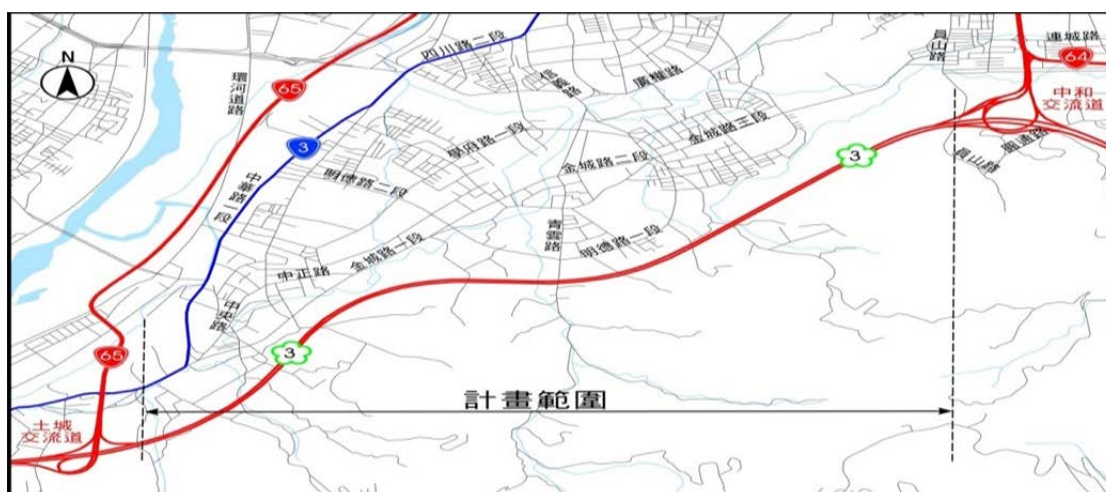 N
環河道路
65
四川路二段
信義路
廣權路
員山路
連城路
64
中和
交流道
3
學府路一段
金城路三段
金城路二段
3
員山路
明德路二段
中華路一段
青雲路
明德路一段
金城路一段
中正路
中央路
65
3
計畫範圍
土城
交流道